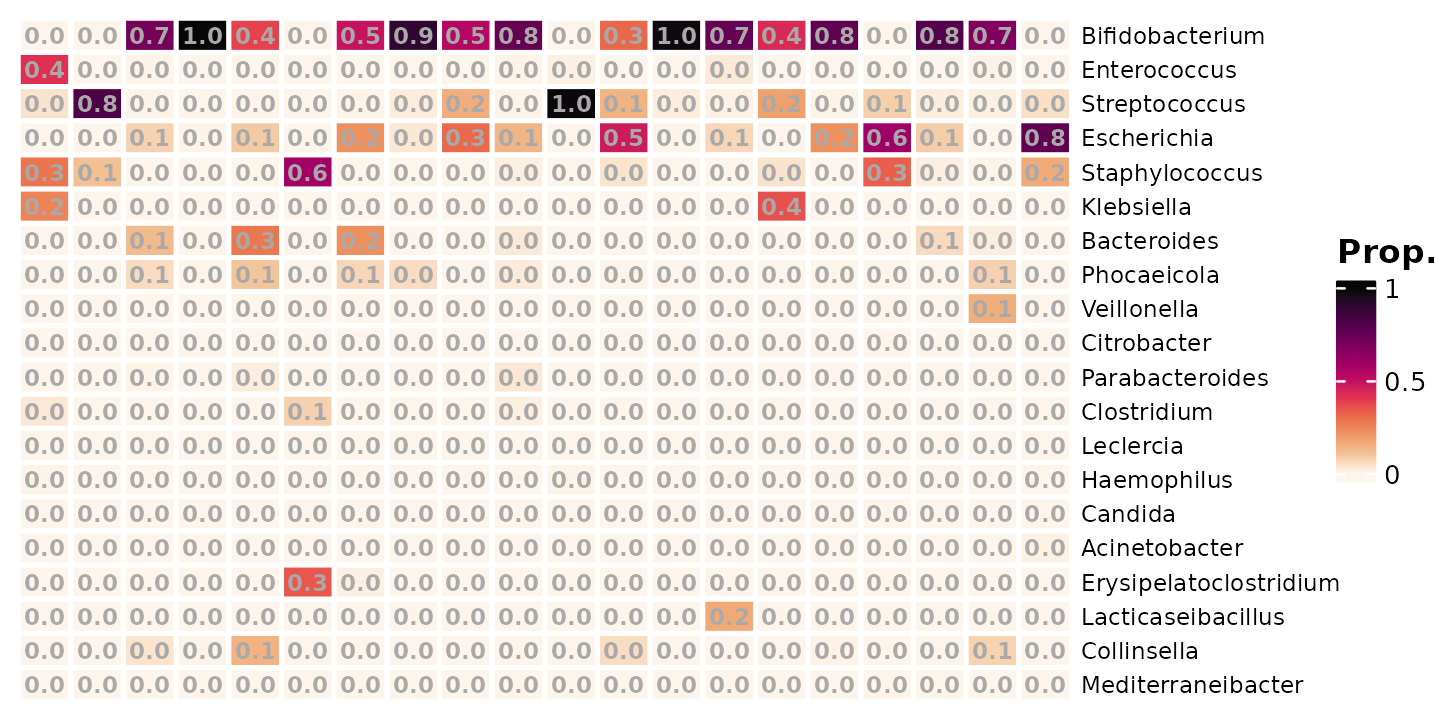 0.0 0.0 0.7 1.0 0.4 0.0 0.5 0.9 0.5 0.8 0.0 0.3 1.0 0.7 0.4 0.8 0.0 0.8 0.7 0.0 Bifidobacterium
0.4 0.0 0.0 0.0 0.0 0.0 0.0 0.0 0.0 0.0 0.0 0.0 0.0 0.0 0.0 0.0 0.0 0.0 0.0 0.0 Enterococcus
0.0 0.8 0.0 0.0 0.0 0.0 0.0 0.0 0.2 0.0 1.0 0.1 0.0 0.0 0.2 0.0 0.1 0.0 0.0 0.0 Streptococcus
0.0 0.0 0.1 0.0 0.1 0.0 0.2 0.0 0.3 0.1 0.0 0.5 0.0 0.1 0.0 0.2 0.6 0.1 0.0 0.8 Escherichia
0.3 0.1 0.0 0.0 0.0 0.6 0.0 0.0 0.0 0.0 0.0 0.0 0.0 0.0 0.0 0.0 0.3 0.0 0.0 0.2 Staphylococcus
0.2 0.0 0.0 0.0 0.0 0.0 0.0 0.0 0.0 0.0 0.0 0.0 0.0 0.0 0.4 0.0 0.0 0.0 0.0 0.0 Klebsiella
0.0 0.0 0.1 0.0 0.3 0.0 0.2 0.0 0.0 0.0 0.0 0.0 0.0 0.0 0.0 0.0 0.0 0.1 0.0 0.0 Bacteroides
0.0 0.0 0.1 0.0 0.1 0.0 0.1 0.0 0.0 0.0 0.0 0.0 0.0 0.0 0.0 0.0 0.0 0.0 0.1 0.0 Phocaeicola
0.0 0.0 0.0 0.0 0.0 0.0 0.0 0.0 0.0 0.0 0.0 0.0 0.0 0.0 0.0 0.0 0.0 0.0 0.1 0.0 Veillonella
0.0 0.0 0.0 0.0 0.0 0.0 0.0 0.0 0.0 0.0 0.0 0.0 0.0 0.0 0.0 0.0 0.0 0.0 0.0 0.0 Citrobacter
0.0 0.0 0.0 0.0 0.0 0.0 0.0 0.0 0.0 0.0 0.0 0.0 0.0 0.0 0.0 0.0 0.0 0.0 0.0 0.0 Parabacteroides
0.0 0.0 0.0 0.0 0.0 0.1 0.0 0.0 0.0 0.0 0.0 0.0 0.0 0.0 0.0 0.0 0.0 0.0 0.0 0.0 Clostridium
0.0 0.0 0.0 0.0 0.0 0.0 0.0 0.0 0.0 0.0 0.0 0.0 0.0 0.0 0.0 0.0 0.0 0.0 0.0 0.0 Leclercia
0.0 0.0 0.0 0.0 0.0 0.0 0.0 0.0 0.0 0.0 0.0 0.0 0.0 0.0 0.0 0.0 0.0 0.0 0.0 0.0 Haemophilus
0.0 0.0 0.0 0.0 0.0 0.0 0.0 0.0 0.0 0.0 0.0 0.0 0.0 0.0 0.0 0.0 0.0 0.0 0.0 0.0 Candida
0.0 0.0 0.0 0.0 0.0 0.0 0.0 0.0 0.0 0.0 0.0 0.0 0.0 0.0 0.0 0.0 0.0 0.0 0.0 0.0 Acinetobacter
0.0 0.0 0.0 0.0 0.0 0.3 0.0 0.0 0.0 0.0 0.0 0.0 0.0 0.0 0.0 0.0 0.0 0.0 0.0 0.0 Erysipelatoclostridium
0.0 0.0 0.0 0.0 0.0 0.0 0.0 0.0 0.0 0.0 0.0 0.0 0.0 0.2 0.0 0.0 0.0 0.0 0.0 0.0 Lacticaseibacillus
0.0 0.0 0.0 0.0 0.1 0.0 0.0 0.0 0.0 0.0 0.0 0.0 0.0 0.0 0.0 0.0 0.0 0.0 0.1 0.0 Collinsella
0.0 0.0 0.0 0.0 0.0 0.0 0.0 0.0 0.0 0.0 0.0 0.0 0.0 0.0 0.0 0.0 0.0 0.0 0.0 0.0 Mediterraneibacter
Prop.
1
0.5
0